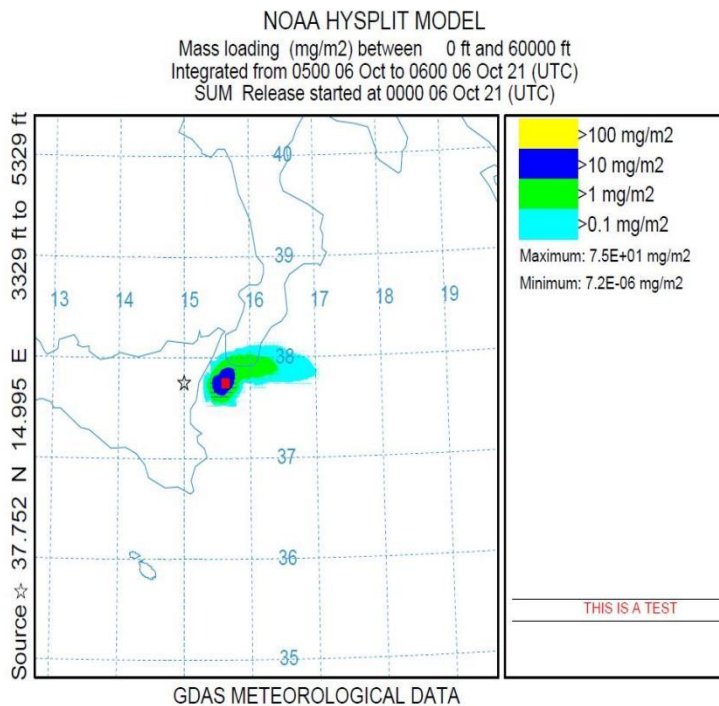 NOAA HYSPLIT MODEL
Mass loading (mg/m2) between 0 ft and 60000 ft
Integrated from 0500 06 Oct to 0600 06 Oct 21 (UTC)
SUM Release started at 0000 06 Oct 21 (UTC)
Source ☆ 37.752 N 14.995 E 3329 ft to 5329 ft
40
39
13 14 15 16 17 18 19
38
37
36
35
>100 mg/m2
>10 mg/m2
>1 mg/m2
>0.1 mg/m2
Maximum: 7.5E+01 mg/m2
Minimum: 7.2E-06 mg/m2
THIS IS A TEST
GDAS METEOROLOGICAL DATA